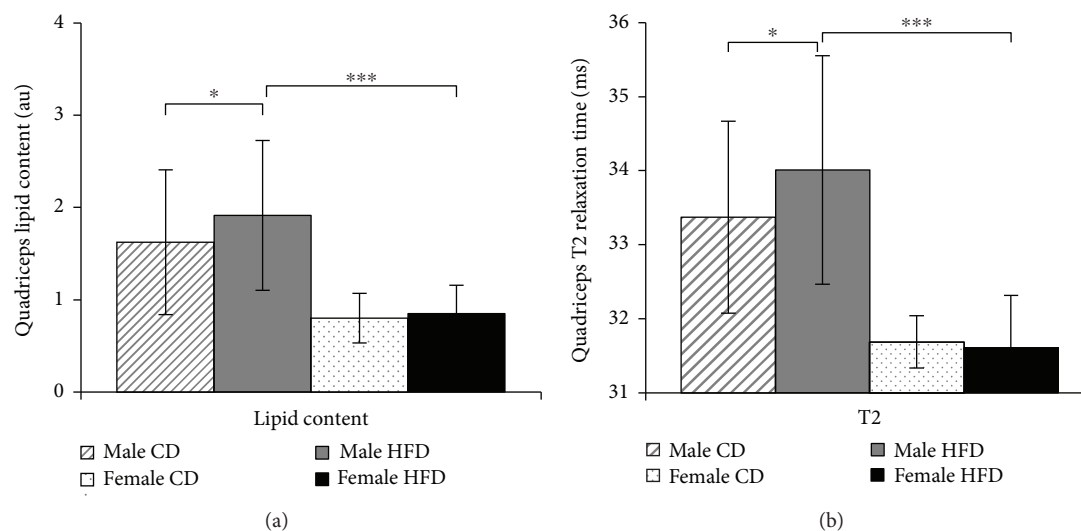 4
3
2
1
0
Quadriceps lipid content (au)
*
***
Lipid content
Male CD
Male HFD
Female CD
Female HFD
(a)
36
35
34
33
32
31
Quadriceps T2 relaxation time (ms)
*
***
T2
Male CD
Male HFD
Female CD
Female HFD
(b)